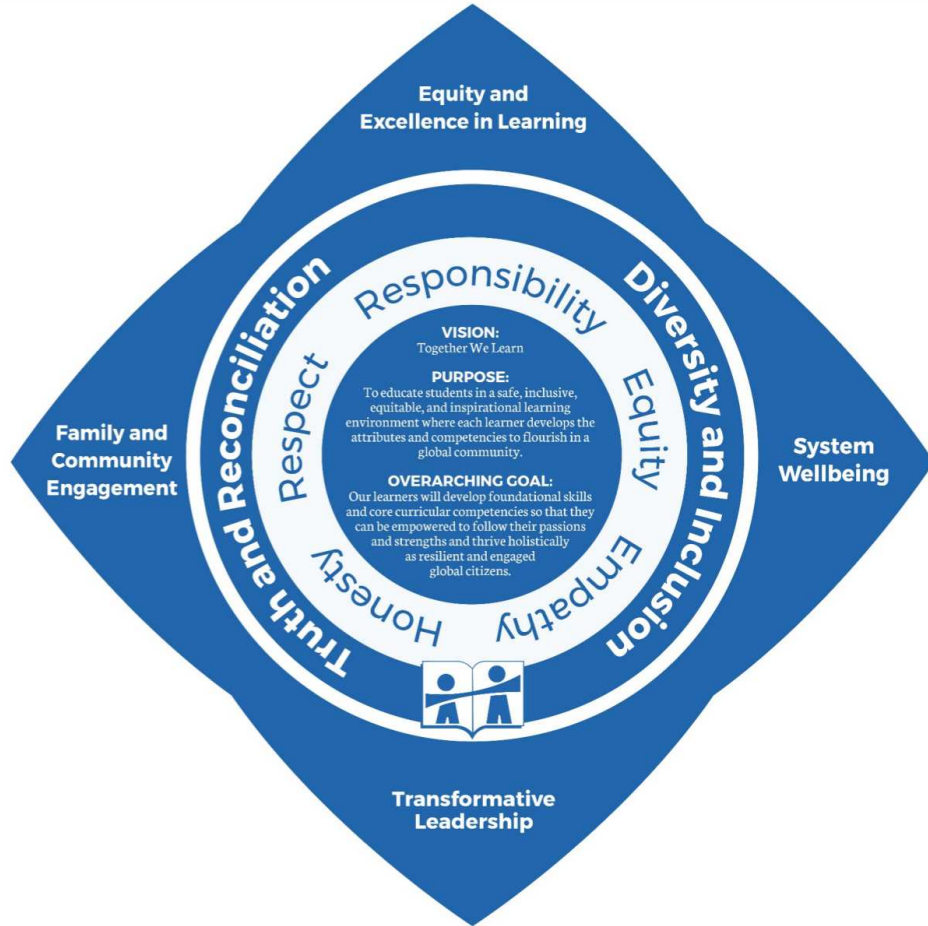 Equity and
Excellence in Learning
Truth and Reconciliation
Diversity and Inclusion
Responsibility
Respect
Equity
Honesty
Empathy
VISION:
Together We Learn
PURPOSE:
To educate students in a safe, inclusive,
equitable, and inspirational learning
environment where each learner develops the
attributes and competencies to flourish in a
global community.
OVERARCHING GOAL:
Our learners will develop foundational skills
and core curricular competencies so that they
can be empowered to follow their passions
and strengths and thrive holistically
as resilient and engaged
global citizens.
Family and
Community
Engagement
System
Wellbeing
Transformative
Leadership